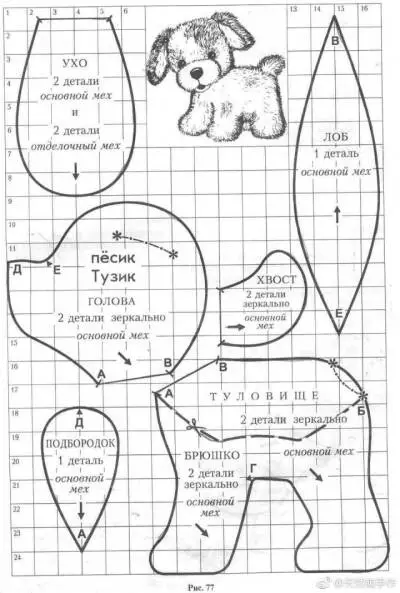 2 3 4 5 6
13 14 15 16
2
3
4
5
6
7
8
9
10
11
12
13
14
15
16
17
18
19
20
21
22
23
24
УХО
2 детали
основной мех
и
2 детали
отделочный мех
В
ЛОБ
1 деталь
основной мех
Е
Д Е
пёсик
Тузик
ГОЛОВА
2 детали зеркально
основной мех
А В
ХВОСТ
2 детали
зеркально
основной
мех
Д
ПОДБОРОДОК
1 деталь
основной
мех
А
В
А
Б
ТУЛОВИЩЕ
2 детали зеркально
основной мех
БРЮШКО
2 детали
зеркально
основной
мех
Г
Рис. 77